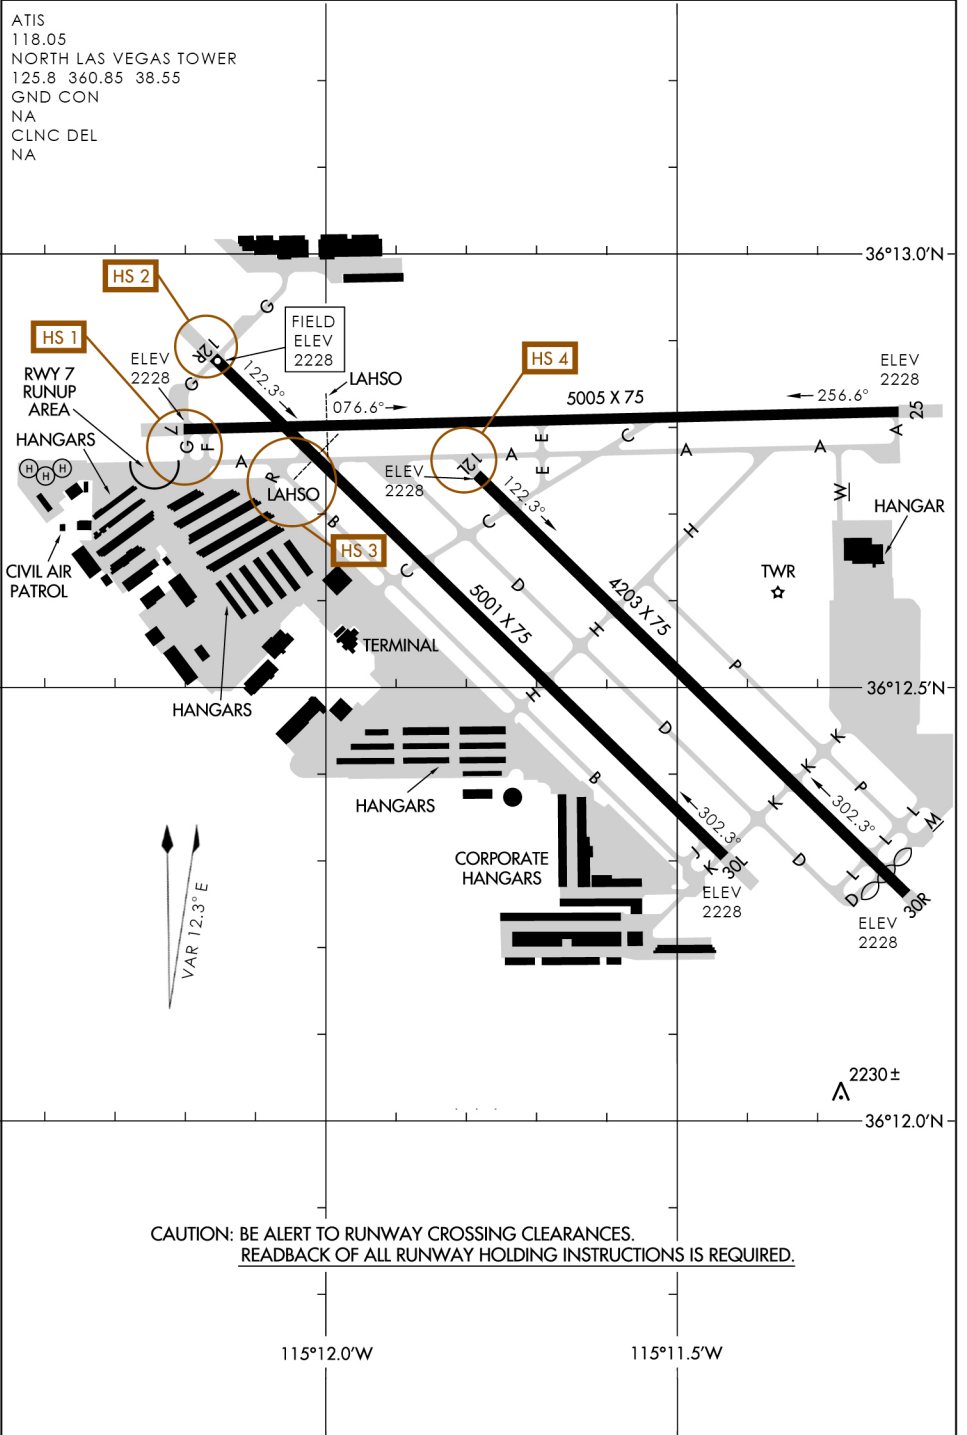 ATIS
118.05
NORTH LAS VEGAS TOWER
125.8 360.85 38.55
GND CON
NA
CLNC DEL
NA
36°13.0'N
HS 2
G
FIELD
ELEV
2228
HS 1
12R
ELEV
2228
HS 4
ELEV
2228
RWY 7
RUNUP
AREA
G
122.3°
LAHSO
076.6°
5005 X 75
256.6°
25
HANGARS
7
G
F
A
E
C
A
A
A
12L
A
E
H
H
H
R
LAHSO
ELEV
2228
122.3°
W
HANGAR
B
C
H
HS 3
CIVIL AIR
PATROL
C
D
TWR
5001 X 75
4203 X 75
H
TERMINAL
P
H
36°12.5'N
HANGARS
D
K
K
P
HANGARS
B
K
302.3°
302.3°
L
M
L
CORPORATE
HANGARS
K
30L
D
L
D
30R
ELEV
2228
ELEV
2228
VAR 12.3° E
2230±
36°12.0'N
CAUTION: BE ALERT TO RUNWAY CROSSING CLEARANCES.
READBACK OF ALL RUNWAY HOLDING INSTRUCTIONS IS REQUIRED.
115°12.0'W
115°11.5'W